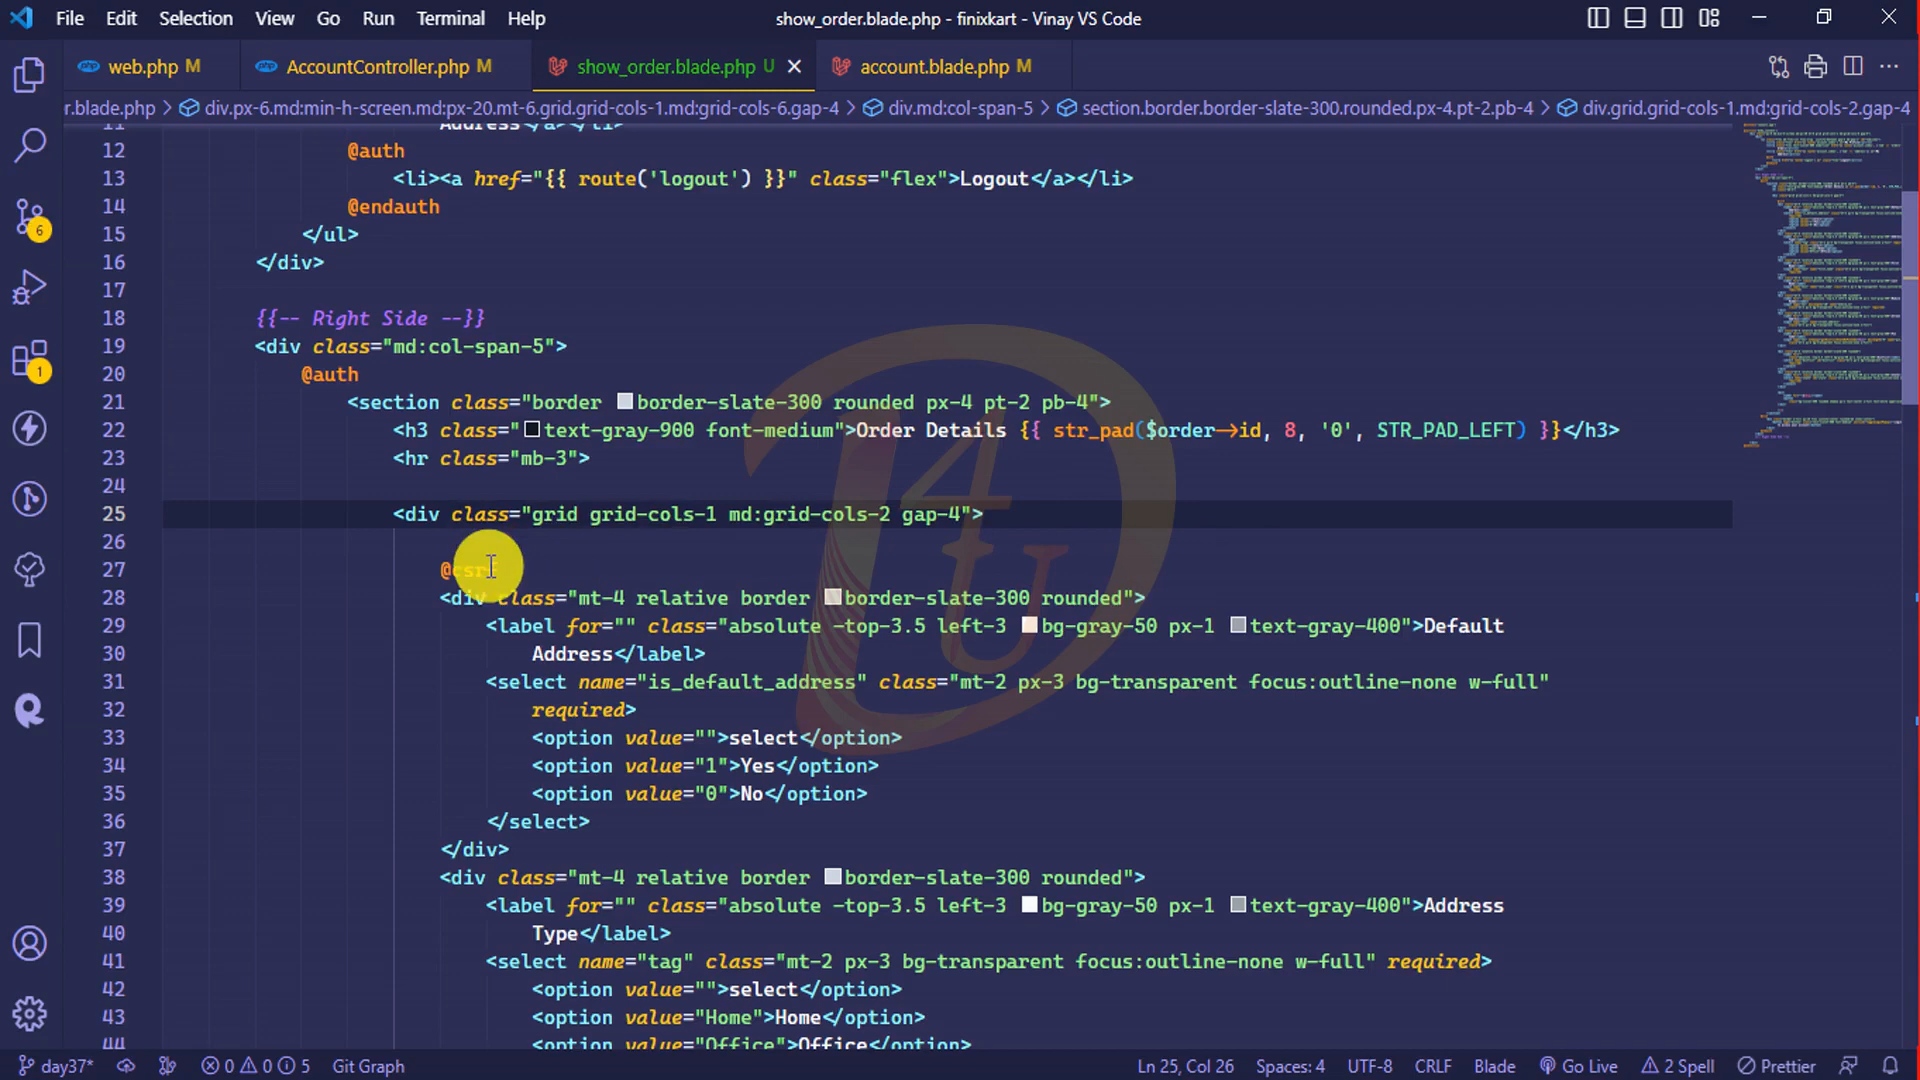 File Edit Selection View Go Run Terminal Help show_order.blade.php - finixkart - Vinay VS Code
web.php M AccountController.php M show_order.blade.php U account.blade.php M
r.blade.php > div.px-6.md:min-h-screen.md:px-20.mt-6.grid.grid-cols-1.md:grid-cols-6.gap-4 > div.md:col-span-5 > section.border.border-slate-300.rounded.px-4.pt-2.pb-4 > div.grid.grid-cols-1.md:grid-cols-2.gap-4
11 Address</a></li>
12 @auth
13 <li><a href="{{ route('logout') }}" class="flex">Logout</a></li>
14 @endauth
15 </ul>
16 </div>
17
18 {{-- Right Side --}}
19 <div class="md:col-span-5">
20 @auth
21 <section class="border border-slate-300 rounded px-4 pt-2 pb-4">
22 <h3 class="text-gray-900 font-medium">Order Details {{ str_pad($order->id, 8, '0', STR_PAD_LEFT) }}</h3>
23 <hr class="mb-3">
24
25 <div class="grid grid-cols-1 md:grid-cols-2 gap-4">
26
27 @csrf
28 <div class="mt-4 relative border border-slate-300 rounded">
29 <label for="" class="absolute -top-3.5 left-3 bg-gray-50 px-1 text-gray-400">Default
30 Address</label>
31 <select name="is_default_address" class="mt-2 px-3 bg-transparent focus:outline-none w-full"
32 required>
33 <option value="">select</option>
34 <option value="1">Yes</option>
35 <option value="0">No</option>
36 </select>
37 </div>
38 <div class="mt-4 relative border border-slate-300 rounded">
39 <label for="" class="absolute -top-3.5 left-3 bg-gray-50 px-1 text-gray-400">Address
40 Type</label>
41 <select name="tag" class="mt-2 px-3 bg-transparent focus:outline-none w-full" required>
42 <option value="">select</option>
43 <option value="Home">Home</option>
44 <option value="Office">Office</option>
6
1
4
U
day37* 0 0 5 Git Graph Ln 25, Col 26 Spaces: 4 UTF-8 CRLF Blade Go Live 2 Spell Prettier